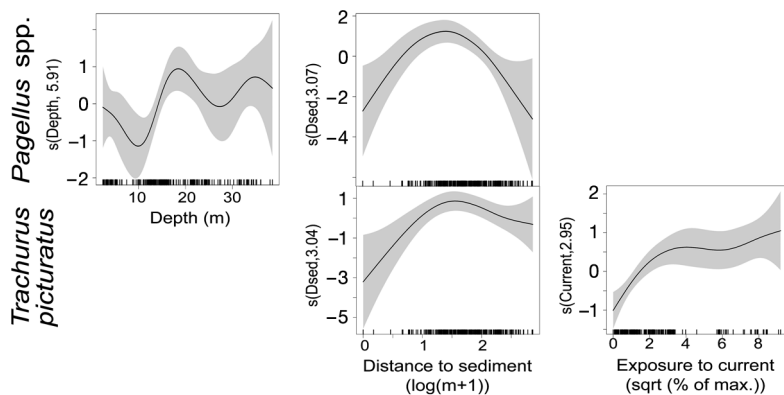 Pagellus spp.
s(Depth, 5.91)
1
0
−1
−2
10
20
30
Depth (m)
s(Dsed,3.07)
2
0
−2
−4
Trachurus
picturatus
s(Dsed,3.04)
1
−1
−3
−5
0
1
2
Distance to sediment
(log(m+1))
s(Current,2.95)
2
1
0
−1
0
2
4
6
8
Exposure to current
(sqrt (% of max.))